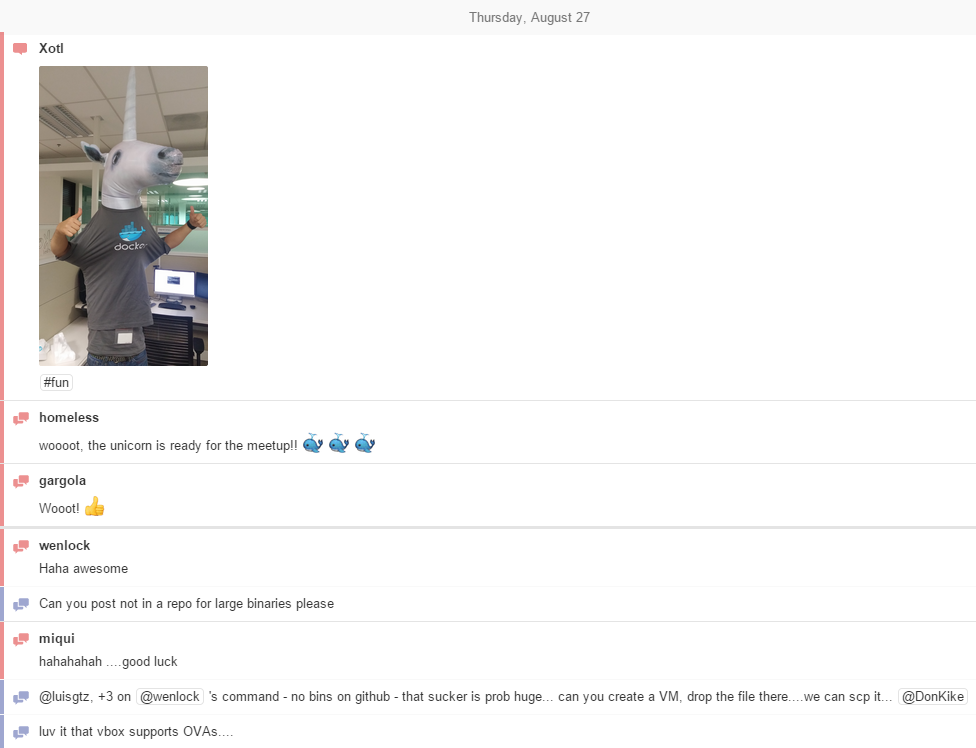 Thursday, August 27
Xotl
docker
#fun
homeless
woooot, the unicorn is ready for the meetup!!
gargola
Wooot!
wenlock
Haha awesome
Can you post not in a repo for large binaries please
miqui
hahahahah ....good luck
@luisgtz, +3 on @wenlock 's command - no bins on github - that sucker is prob huge... can you create a VM, drop the file there....we can scp it... @DonKike
luv it that vbox supports OVAs....